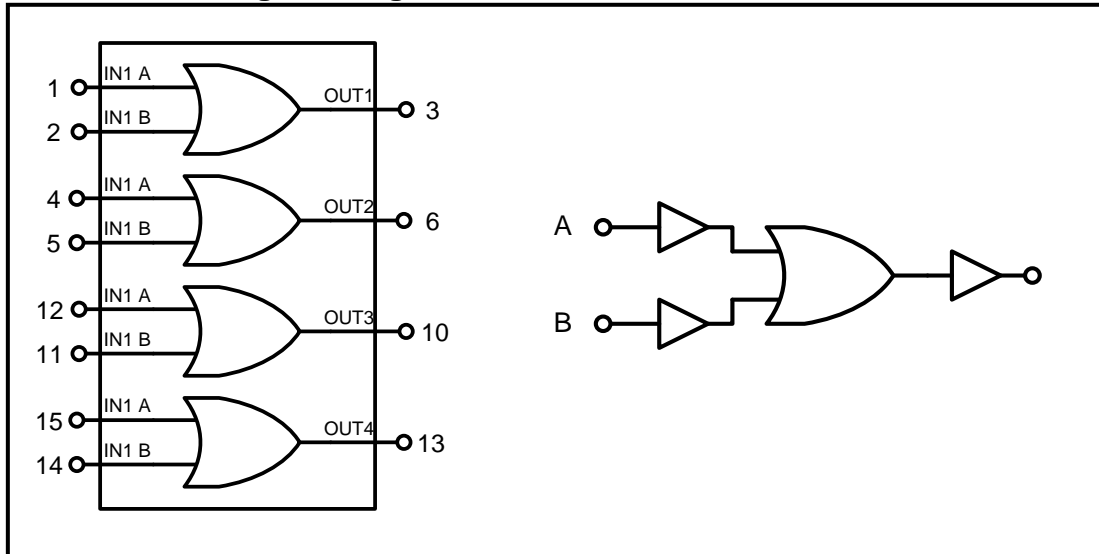 1 IN1 A OUT1 3
2 IN1 B
4 IN1 A OUT2 6
5 IN1 B
12 IN1 A OUT3 10
11 IN1 B
15 IN1 A OUT4 13
14 IN1 B
A
B